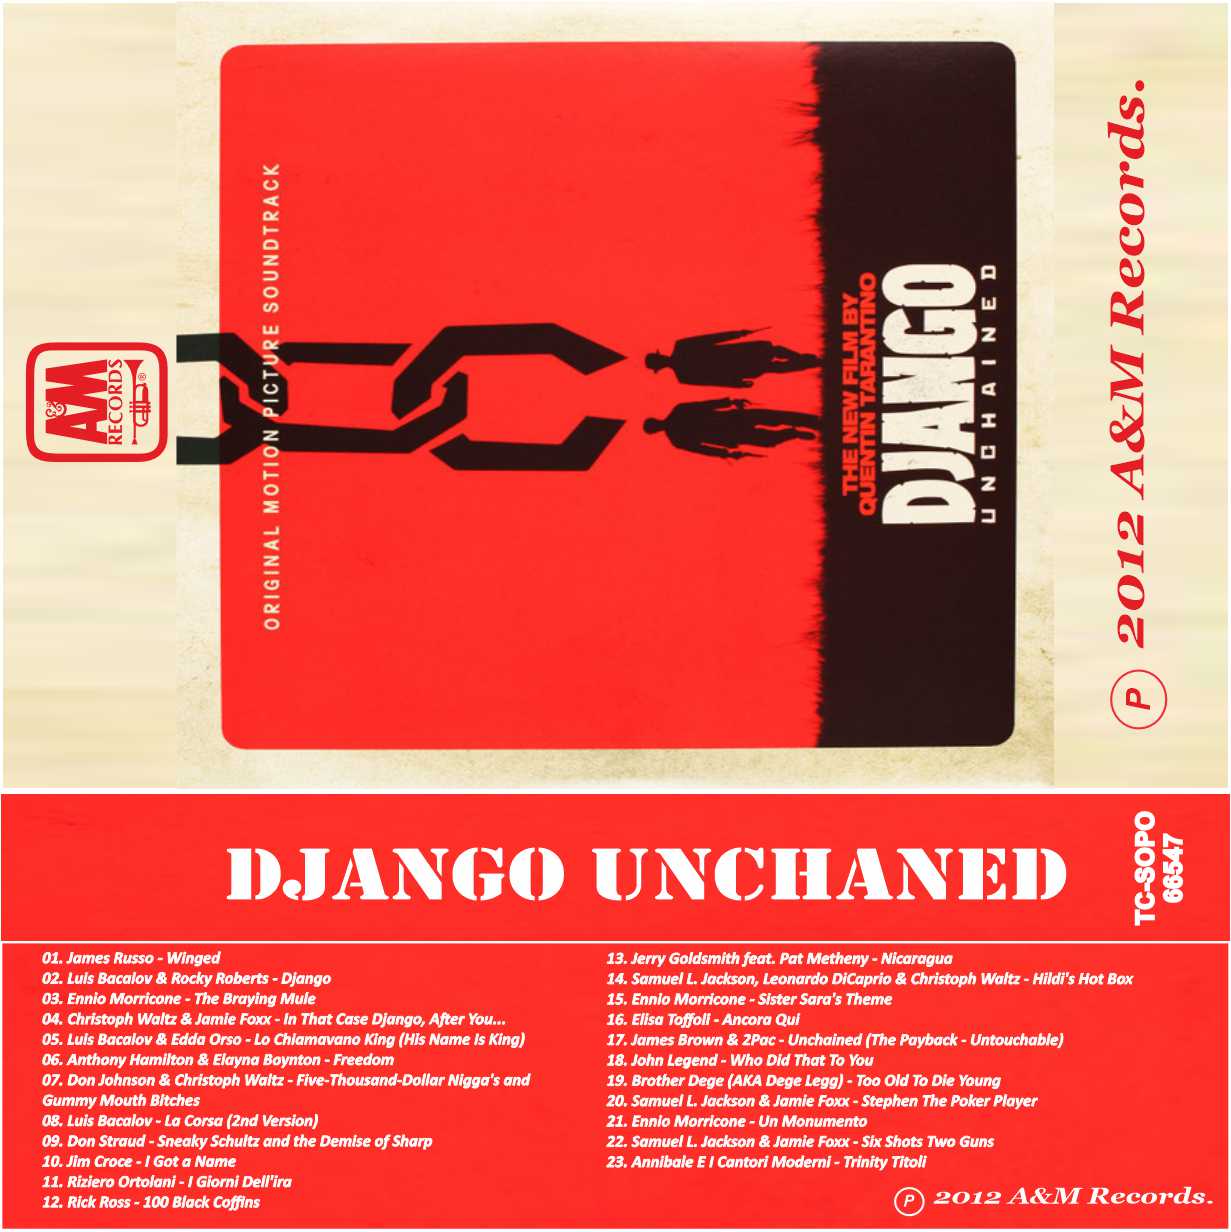 ORIGINAL MOTION PICTURE SOUNDTRACK
A&M
RECORDS
®
THE NEW FILM BY
QUENTIN TARANTINO
DJANGO
UNCHAINED
P 2012 A&M Records.
DJANGO UNCHANED
TC-SOPO
66547
01. James Russo - Winged
02. Luis Bacalov & Rocky Roberts - Django
03. Ennio Morricone - The Braying Mule
04. Christoph Waltz & Jamie Foxx - In That Case Django, After You...
05. Luis Bacalov & Edda Orso - Lo Chiamavano King (His Name Is King)
06. Anthony Hamilton & Elayna Boynton - Freedom
07. Don Johnson & Christoph Waltz - Five-Thousand-Dollar Nigga's and
Gummy Mouth Bitches
08. Luis Bacalov - La Corsa (2nd Version)
09. Don Straud - Sneaky Schultz and the Demise of Sharp
10. Jim Croce - I Got a Name
11. Riziero Ortolani - I Giorni Dell'ira
12. Rick Ross - 100 Black Coffins
13. Jerry Goldsmith feat. Pat Metheny - Nicaragua
14. Samuel L. Jackson, Leonardo DiCaprio & Christoph Waltz - Hildi's Hot Box
15. Ennio Morricone - Sister Sara's Theme
16. Elisa Toffoli - Ancora Qui
17. James Brown & 2Pac - Unchained (The Payback - Untouchable)
18. John Legend - Who Did That To You
19. Brother Dege (AKA Dege Legg) - Too Old To Die Young
20. Samuel L. Jackson & Jamie Foxx - Stephen The Poker Player
21. Ennio Morricone - Un Monumento
22. Samuel L. Jackson & Jamie Foxx - Six Shots Two Guns
23. Annibale E I Cantori Moderni - Trinity Titoli
P 2012 A&M Records.